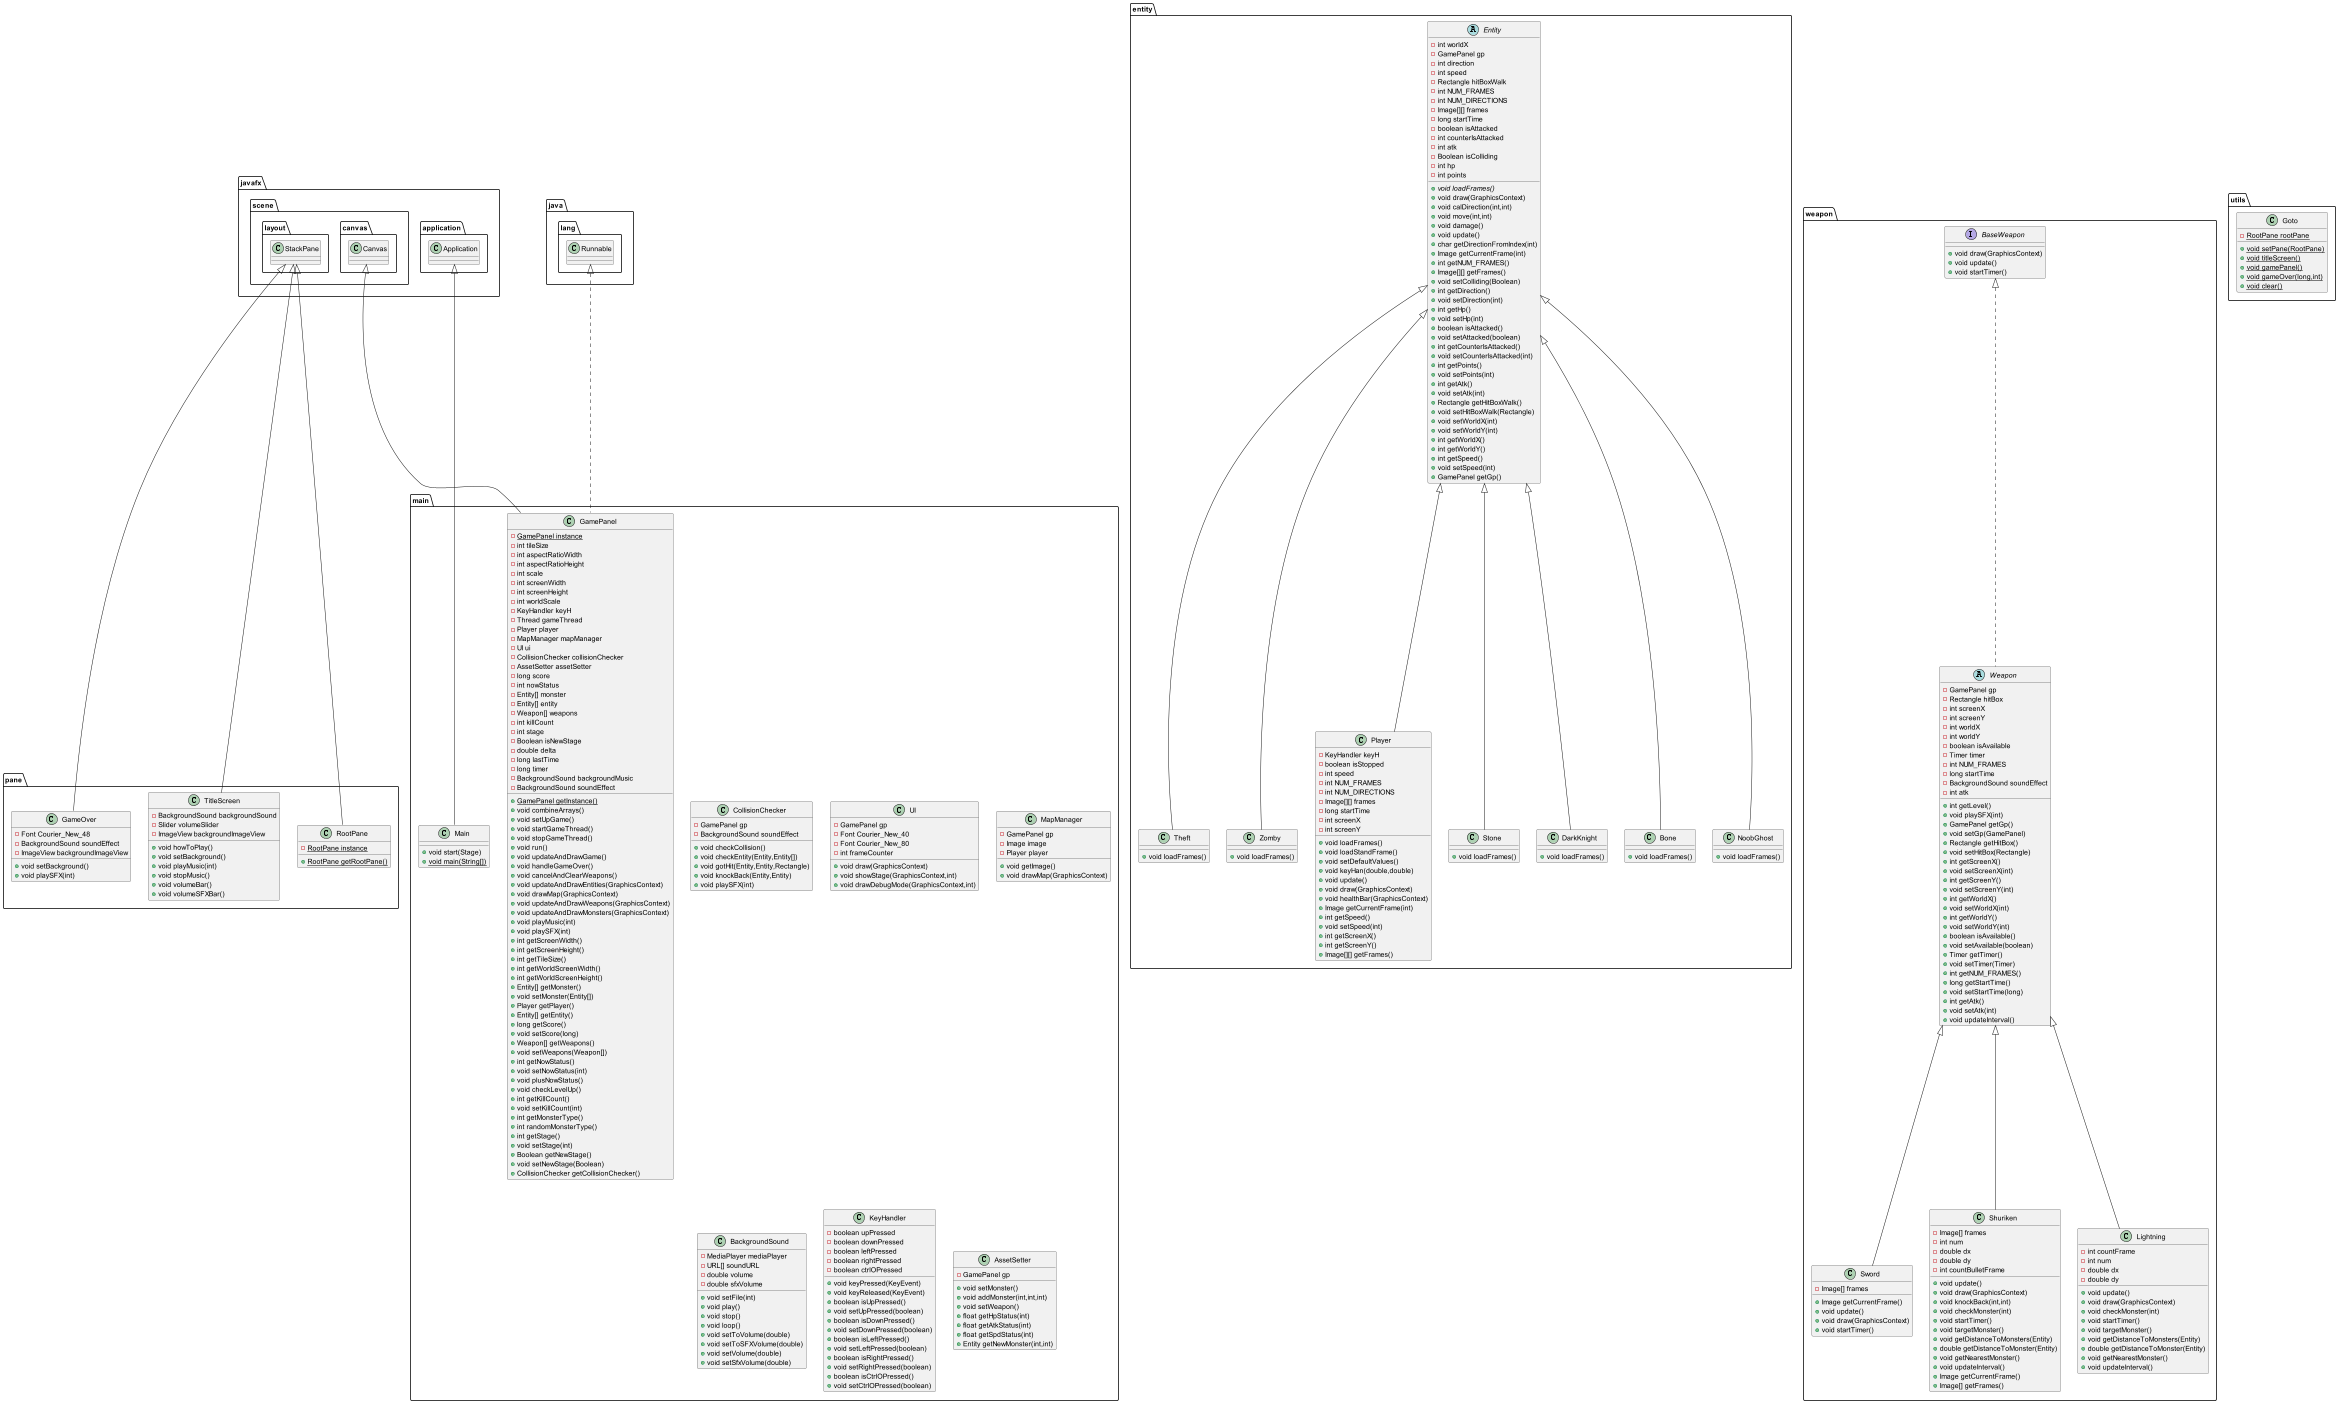 javafx
scene
layout
C StackPane
canvas
C Canvas
application
C Application
java
lang
C Runnable
pane
C GameOver
Font Courier_New_48
BackgroundSound soundEffect
ImageView backgroundImageView
void setBackground()
void playSFX(int)
C TitleScreen
BackgroundSound backgroundSound
Slider volumeSlider
ImageView backgroundImageView
void howToPlay()
void setBackground()
void playMusic(int)
void stopMusic()
void volumeBar()
void volumeSFXBar()
C RootPane
RootPane instance
RootPane getRootPane()
main
C Main
void start(Stage)
void main(String[])
C GamePanel
GamePanel instance
int tileSize
int aspectRatioWidth
int aspectRatioHeight
int scale
int screenWidth
int screenHeight
int worldScale
KeyHandler keyH
Thread gameThread
Player player
MapManager mapManager
UI ui
CollisionChecker collisionChecker
AssetSetter assetSetter
long score
int nowStatus
Entity[] monster
Entity[] entity
Weapon[] weapons
int killCount
int stage
Boolean isNewStage
double delta
long lastTime
long timer
BackgroundSound backgroundMusic
BackgroundSound soundEffect
GamePanel getInstance()
void combineArrays()
void setUpGame()
void startGameThread()
void stopGameThread()
void run()
void updateAndDrawGame()
void handleGameOver()
void cancelAndClearWeapons()
void updateAndDrawEntities(GraphicsContext)
void drawMap(GraphicsContext)
void updateAndDrawWeapons(GraphicsContext)
void updateAndDrawMonsters(GraphicsContext)
void playMusic(int)
void playSFX(int)
int getScreenWidth()
int getScreenHeight()
int getTileSize()
int getWorldScreenWidth()
int getWorldScreenHeight()
Entity[] getMonster()
void setMonster(Entity[])
Player getPlayer()
Entity[] getEntity()
long getScore()
void setScore(long)
Weapon[] getWeapons()
void setWeapons(Weapon[])
int getNowStatus()
void setNowStatus(int)
void plusNowStatus()
void checkLevelUp()
int getKillCount()
void setKillCount(int)
int getMonsterType()
int randomMonsterType()
int getStage()
void setStage(int)
Boolean getNewStage()
void setNewStage(Boolean)
CollisionChecker getCollisionChecker()
C CollisionChecker
GamePanel gp
BackgroundSound soundEffect
void checkCollision()
void checkEntity(Entity,Entity[])
void gotHit(Entity,Entity,Rectangle)
void knockBack(Entity,Entity)
void playSFX(int)
C UI
GamePanel gp
Font Courier_New_40
Font Courier_New_80
int frameCounter
void draw(GraphicsContext)
void showStage(GraphicsContext,int)
void drawDebugMode(GraphicsContext,int)
C MapManager
GamePanel gp
Image image
Player player
void getImage()
void drawMap(GraphicsContext)
C BackgroundSound
MediaPlayer mediaPlayer
URL[] soundURL
double volume
double sfxVolume
void setFile(int)
void play()
void stop()
void loop()
void setToVolume(double)
void setToSFXVolume(double)
void setVolume(double)
void setSfxVolume(double)
C KeyHandler
boolean upPressed
boolean downPressed
boolean leftPressed
boolean rightPressed
boolean ctrlOPressed
void keyPressed(KeyEvent)
void keyReleased(KeyEvent)
boolean isUpPressed()
void setUpPressed(boolean)
boolean isDownPressed()
void setDownPressed(boolean)
boolean isLeftPressed()
void setLeftPressed(boolean)
boolean isRightPressed()
void setRightPressed(boolean)
boolean isCtrlOPressed()
void setCtrlOPressed(boolean)
C AssetSetter
GamePanel gp
void setMonster()
void addMonster(int,int,int)
void setWeapon()
float getHpStatus(int)
float getAtkStatus(int)
float getSpdStatus(int)
Entity getNewMonster(int,int)
entity
A Entity
int worldX
GamePanel gp
int direction
int speed
Rectangle hitBoxWalk
int NUM_FRAMES
int NUM_DIRECTIONS
Image[][] frames
long startTime
boolean isAttacked
int counterIsAttacked
int atk
Boolean isColliding
int hp
int points
void loadFrames()
void draw(GraphicsContext)
void calDirection(int,int)
void move(int,int)
void damage()
void update()
char getDirectionFromIndex(int)
Image getCurrentFrame(int)
int getNUM_FRAMES()
Image[][] getFrames()
void setColliding(Boolean)
int getDirection()
void setDirection(int)
int getHp()
void setHp(int)
boolean isAttacked()
void setAttacked(boolean)
int getCounterIsAttacked()
void setCounterIsAttacked(int)
int getPoints()
void setPoints(int)
int getAtk()
void setAtk(int)
Rectangle getHitBoxWalk()
void setHitBoxWalk(Rectangle)
void setWorldX(int)
void setWorldY(int)
int getWorldX()
int getWorldY()
int getSpeed()
void setSpeed(int)
GamePanel getGp()
C Theft
void loadFrames()
C Zomby
void loadFrames()
C Player
KeyHandler keyH
boolean isStopped
int speed
int NUM_FRAMES
int NUM_DIRECTIONS
Image[][] frames
long startTime
int screenX
int screenY
void loadFrames()
void loadStandFrame()
void setDefaultValues()
void keyHan(double,double)
void update()
void draw(GraphicsContext)
void healthBar(GraphicsContext)
Image getCurrentFrame(int)
int getSpeed()
void setSpeed(int)
int getScreenX()
int getScreenY()
Image[][] getFrames()
C Stone
void loadFrames()
C DarkKnight
void loadFrames()
C Bone
void loadFrames()
C NoobGhost
void loadFrames()
weapon
I BaseWeapon
void draw(GraphicsContext)
void update()
void startTimer()
A Weapon
GamePanel gp
Rectangle hitBox
int screenX
int screenY
int worldX
int worldY
boolean isAvailable
Timer timer
int NUM_FRAMES
long startTime
BackgroundSound soundEffect
int atk
int getLevel()
void playSFX(int)
GamePanel getGp()
void setGp(GamePanel)
Rectangle getHitBox()
void setHitBox(Rectangle)
int getScreenX()
void setScreenX(int)
int getScreenY()
void setScreenY(int)
int getWorldX()
void setWorldX(int)
int getWorldY()
void setWorldY(int)
boolean isAvailable()
void setAvailable(boolean)
Timer getTimer()
void setTimer(Timer)
int getNUM_FRAMES()
long getStartTime()
void setStartTime(long)
int getAtk()
void setAtk(int)
void updateInterval()
C Sword
Image[] frames
Image getCurrentFrame()
void update()
void draw(GraphicsContext)
void startTimer()
C Shuriken
Image[] frames
int num
double dx
double dy
int countBulletFrame
void update()
void draw(GraphicsContext)
void knockBack(int,int)
void checkMonster(int)
void startTimer()
void targetMonster()
void getDistanceToMonsters(Entity)
double getDistanceToMonster(Entity)
void getNearestMonster()
void updateInterval()
Image getCurrentFrame()
Image[] getFrames()
C Lightning
int countFrame
int num
double dx
double dy
void update()
void draw(GraphicsContext)
void checkMonster(int)
void startTimer()
void targetMonster()
void getDistanceToMonsters(Entity)
double getDistanceToMonster(Entity)
void getNearestMonster()
void updateInterval()
utils
C Goto
RootPane rootPane
void setPane(RootPane)
void titleScreen()
void gamePanel()
void gameOver(long,int)
void clear()